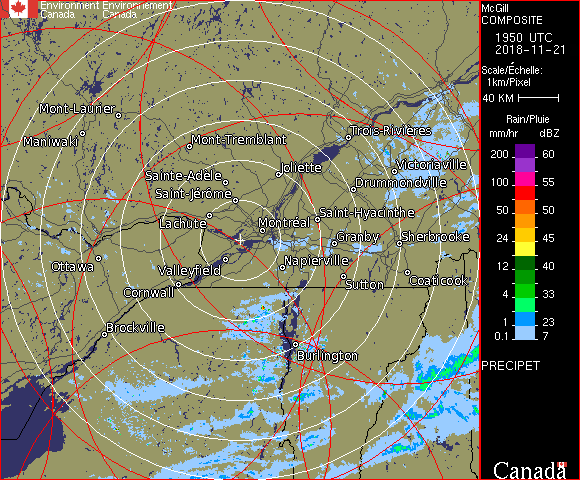 Environment Environnement
Canada Canada
McGill
COMPOSITE
1950 UTC
2018-11-21
Scale/Échelle:
1km/Pixel
40 KM
Rain/Pluie
mm/hr dBZ
200 60
100 55
50 50
24 45
12 40
4 33
1 23
0.1 7
PRECIPET
Canada
Mont-Laurier
Maniwaki
Mont-Tremblant
Trois-Rivières
Sainte-Adèle
Joliette
Victoriaville
Saint-Jérôme
Drummondville
Lachute
Montréal
Saint-Hyacinthe
Granby
Sherbrooke
Ottawa
Valleyfield
Napierville
Cornwall
Sutton
Coaticook
Brockville
Burlington